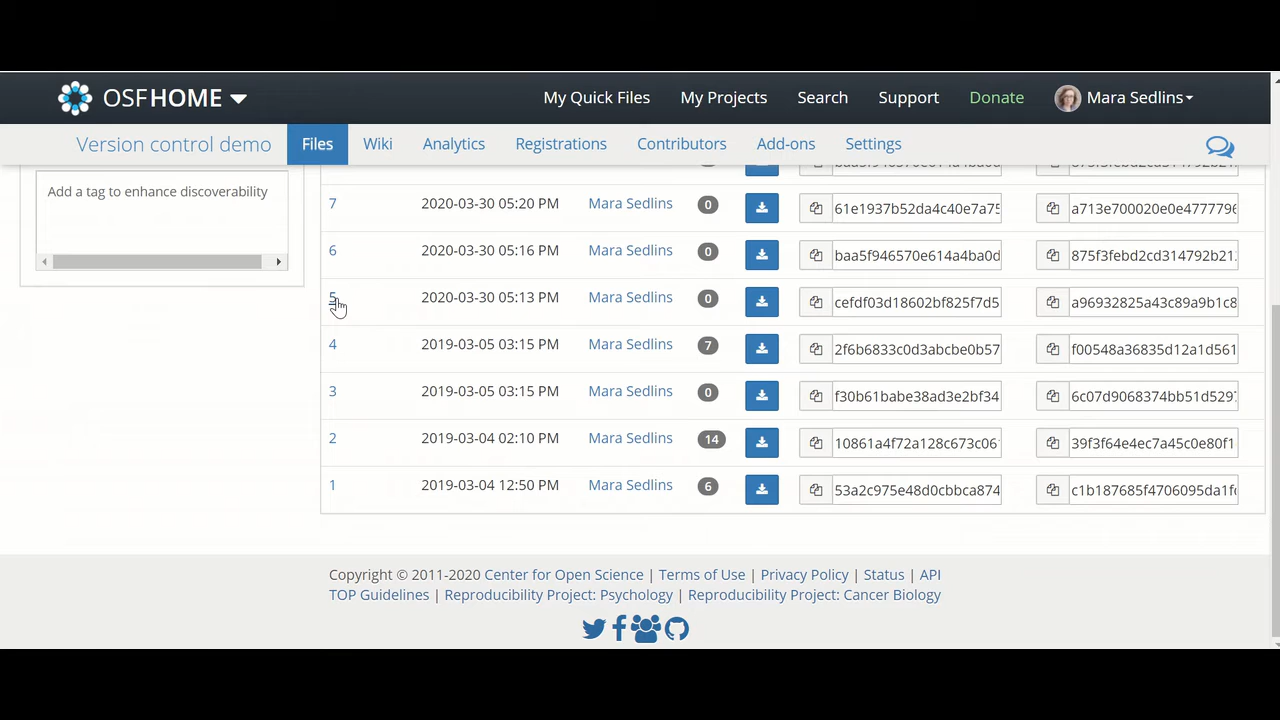 OSFHOME My Quick Files My Projects Search Support Donate Mara Sedlins
Version control demo Files Wiki Analytics Registrations Contributors Add-ons Settings
Add a tag to enhance discoverability
7 2020-03-30 05:20 PM Mara Sedlins 0 61e1937b52da4c40e7a75 a713e700020e0e4777796
6 2020-03-30 05:16 PM Mara Sedlins 0 baa5f946570e614a4ba0d 875f3febd2cd314792b21
5 2020-03-30 05:13 PM Mara Sedlins 0 cefdf03d18602bf825f7d5 a96932825a43c89a9b1c8
4 2019-03-05 03:15 PM Mara Sedlins 7 2f6b6833c0d3abcbe0b57 f00548a36835d12a1d561
3 2019-03-05 03:15 PM Mara Sedlins 0 f30b61babe38ad3e2bf34 6c07d9068374bb51d529
2 2019-03-04 02:10 PM Mara Sedlins 14 10861a4f72a128c673c06 39f3f64e4ec7a45c0e80f1
1 2019-03-04 12:50 PM Mara Sedlins 6 53a2c975e48d0cbbca874 c1b187685f4706095da1f
Copyright © 2011-2020 Center for Open Science | Terms of Use | Privacy Policy | Status | API
TOP Guidelines | Reproducibility Project: Psychology | Reproducibility Project: Cancer Biology